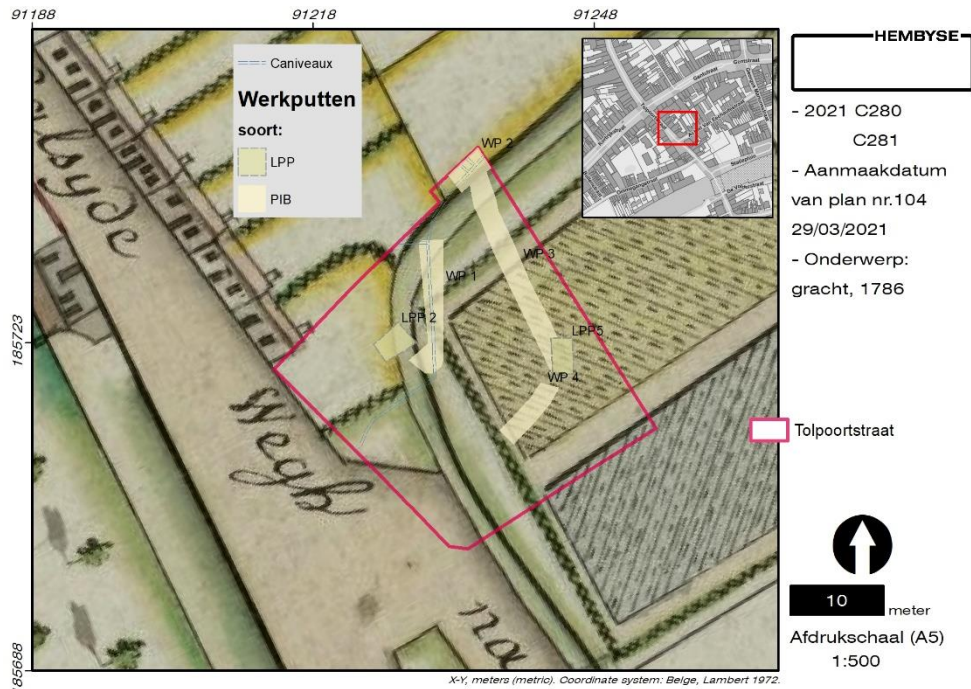 91188
91218
91248
185723
185688
Caniveaux
Werkputten
soort:
LPP
PIB
WP 2
WP 3
WP 1
LPP 2
LPP5
WP 4
Wegh
na
HEMBYSE
- 2021 C280
C281
- Aanmaakdatum
van plan nr.104
29/03/2021
- Onderwerp:
gracht, 1786
Tolpoortstraat
10
meter
Afdrukschaal (A5)
1:500
X-Y, meters (metric). Coordinate system: Belge, Lambert 1972.